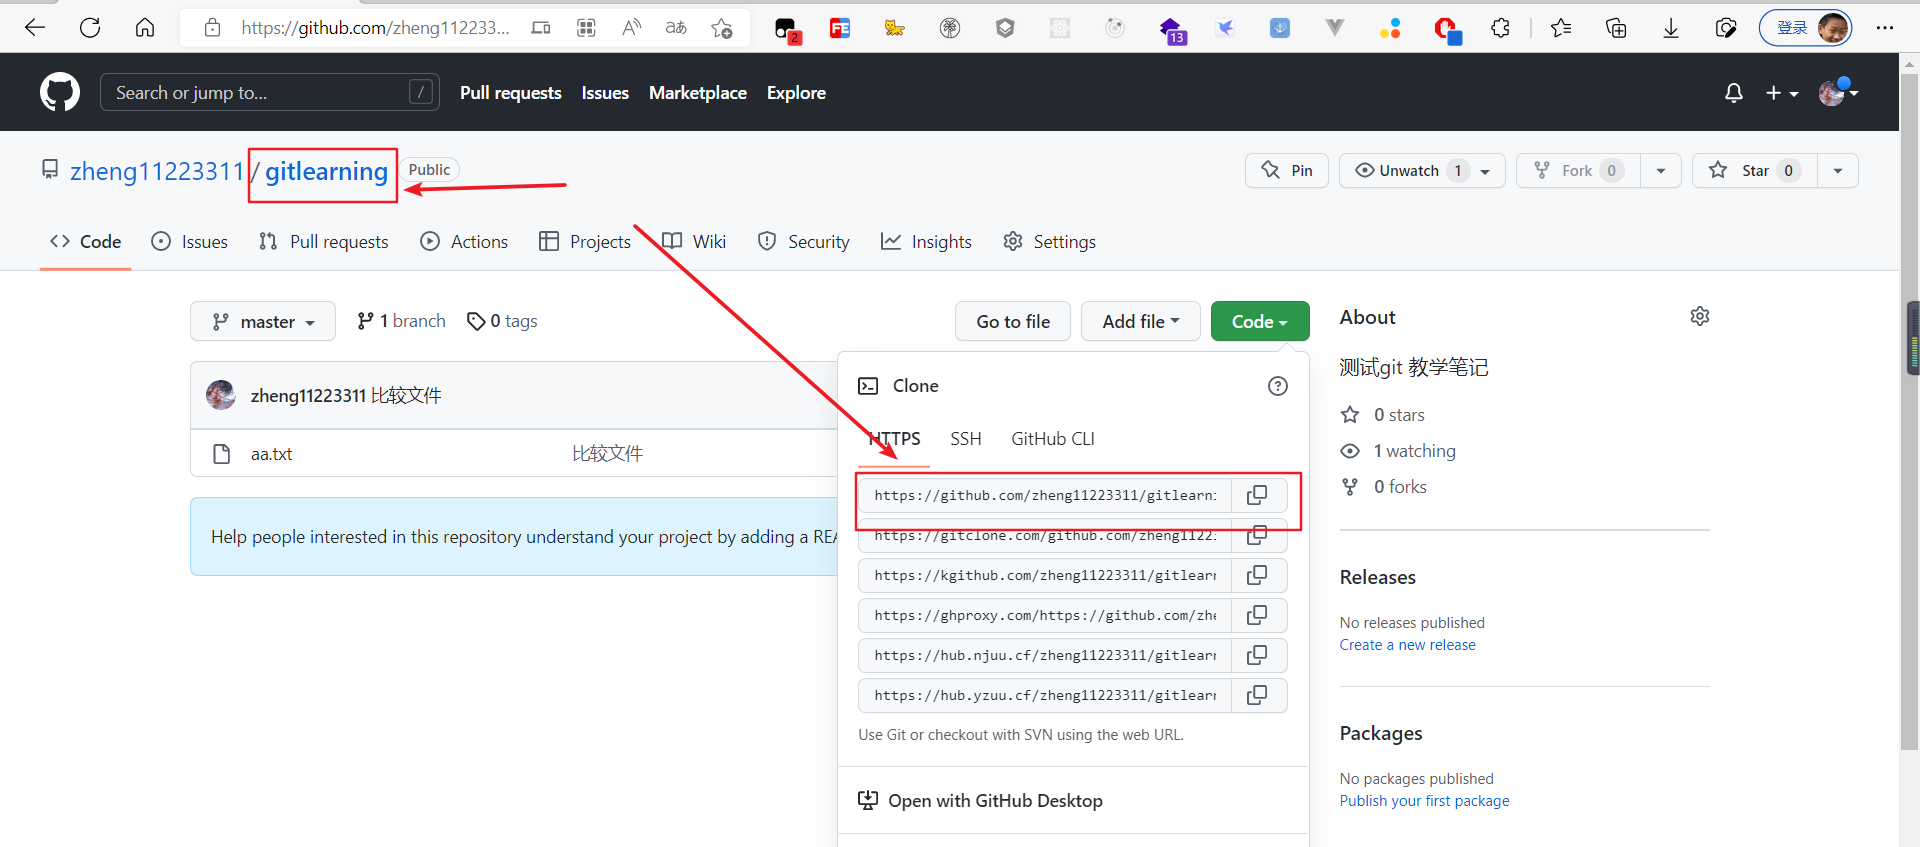 https://github.com/zheng112233...
aあ
2
FE
13
登录
Search or jump to...
/
Pull requests
Issues
Marketplace
Explore
zheng11223311 / gitlearning
Public
Pin
Unwatch 1
Fork 0
Star 0
Code
Issues
Pull requests
Actions
Projects
Wiki
Security
Insights
Settings
master
1 branch
0 tags
Go to file
Add file
Code
About
测试git 教学笔记
zheng11223311 比较文件
aa.txt
比较文件
Help people interested in this repository understand your project by adding a REA
Clone
HTTPS
SSH
GitHub CLI
https://github.com/zheng11223311/gitlearni
https://gitclone.com/github.com/zheng1122
https://kgithub.com/zheng11223311/gitlear
https://ghproxy.com/https://github.com/zhe
https://hub.njuu.cf/zheng11223311/gitlear
https://hub.yzuu.cf/zheng11223311/gitlear
Use Git or checkout with SVN using the web URL.
Open with GitHub Desktop
0 stars
1 watching
0 forks
Releases
No releases published
Create a new release
Packages
No packages published
Publish your first package